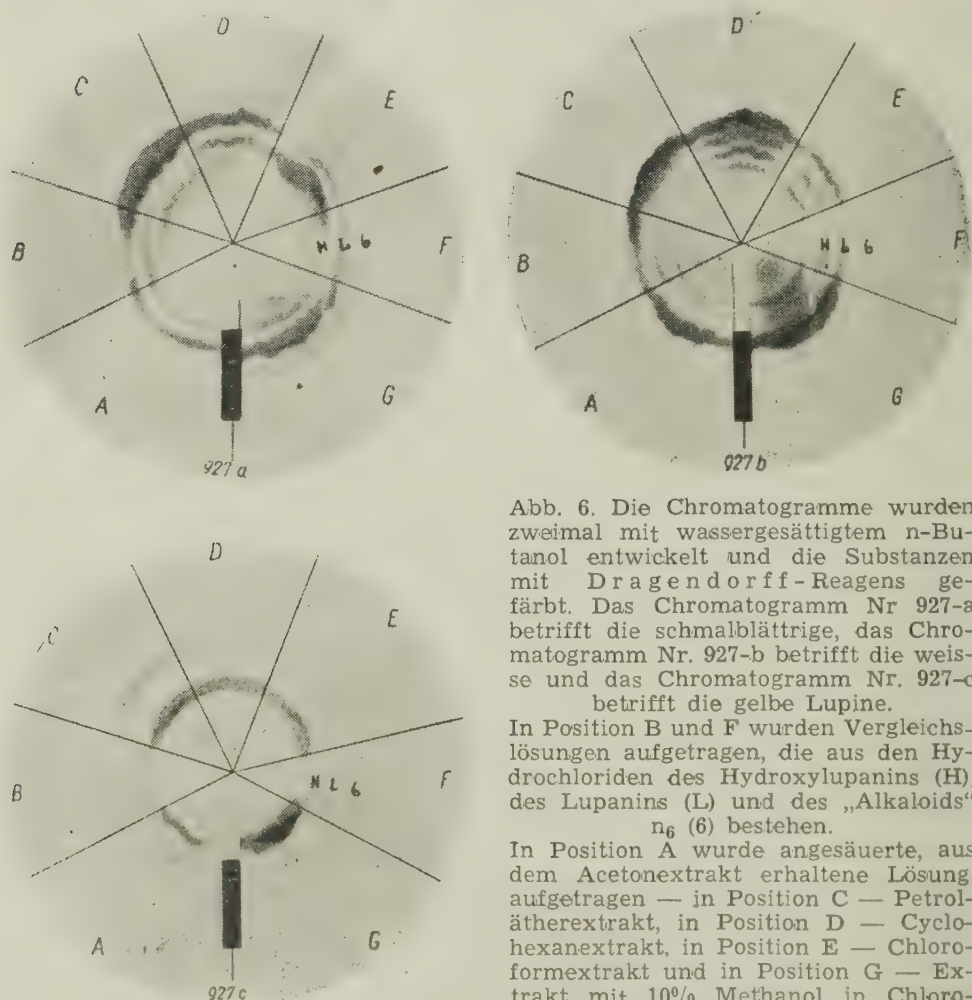 D
C
E
B
H L 6
F
A
G
927 a
D
C
E
B
H L 6
F
A
G
927 b
D
C
E
B
H L 6
F
A
G
927 c
Abb. 6. Die Chromatogramme wurden
zweimal mit wassergesättigtem n-Bu-
tanol entwickelt und die Substanzen
mit Dragendorff-Reagens ge-
färbt. Das Chromatogramm Nr 927-a
betrifft die schmalblättrige, das Chro-
matogramm Nr. 927-b betrifft die weis-
se und das Chromatogramm Nr. 927-c
betrifft die gelbe Lupine.
In Position B und F wurden Vergleichs-
lösungen aufgetragen, die aus den Hy-
drochloriden des Hydroxylupanins (H)
des Lupanins (L) und des „Alkaloids“
n₆ (6) bestehen.
In Position A wurde angesäuerte, aus
dem Acetonextrakt erhaltene Lösung
aufgetragen — in Position C — Petrol-
ätherextrakt, in Position D — Cyclo-
hexanextrakt, in Position E — Chloro-
formextrakt und in Position G — Ex-
trakt mit 10% Methanol in Chloro-